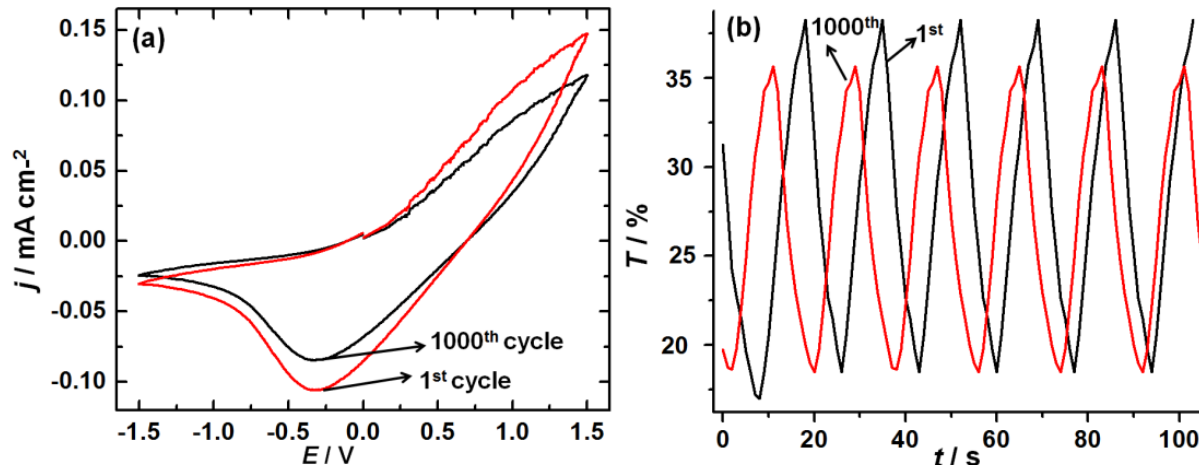 (a)
0.15
0.10
0.05
0.00
-0.05
-0.10
j / mA cm-²
1000th cycle
1st cycle
-1.5 -1.0 -0.5 0.0 0.5 1.0 1.5
E / V
(b)
1000th
1st
35
30
25
20
T / %
0 20 40 60 80 100
t / s